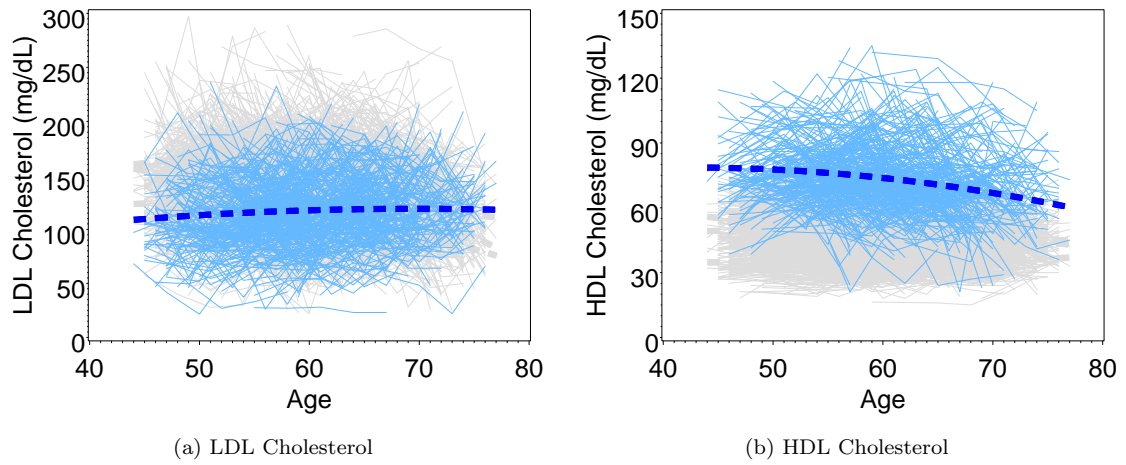 LDL Cholesterol (mg/dL)
300
250
200
150
100
50
0
40 50 60 70 80
Age
(a) LDL Cholesterol
HDL Cholesterol (mg/dL)
150
120
90
60
30
0
40 50 60 70 80
Age
(b) HDL Cholesterol